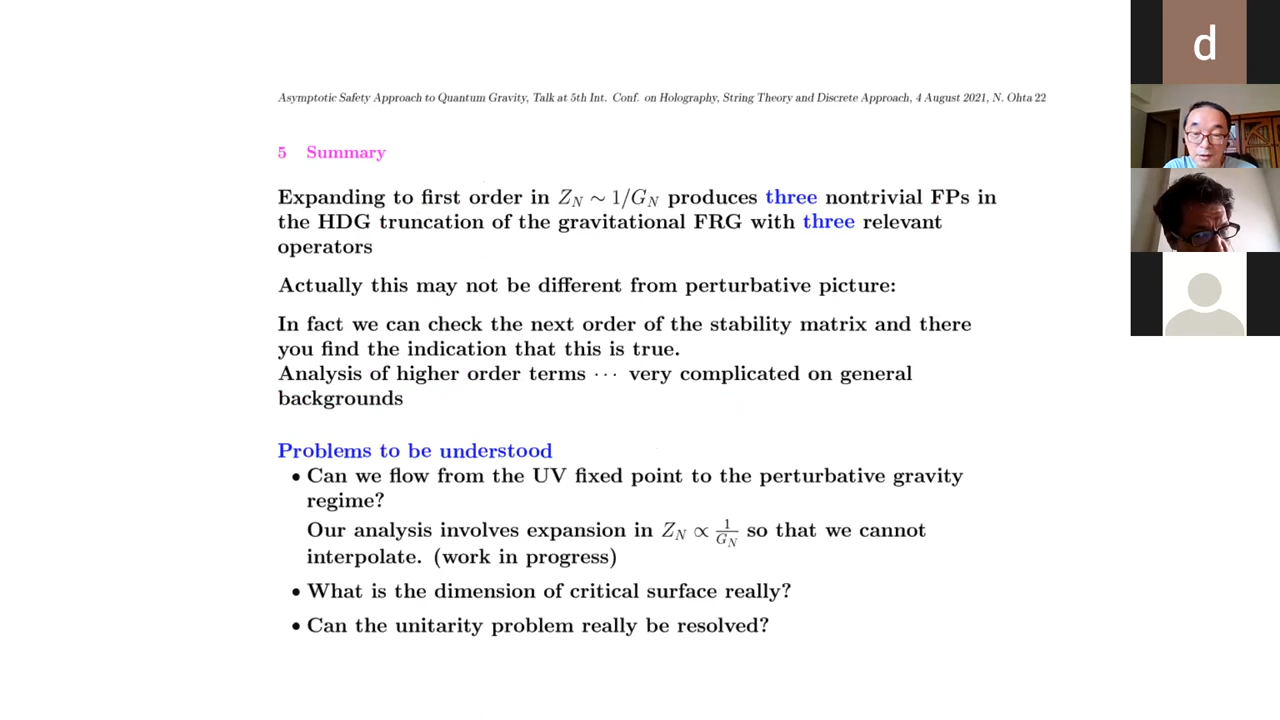 Asymptotic Safety Approach to Quantum Gravity, Talk at 5th Int. Conf. on Holography, String Theory and Discrete Approach, 4 August 2021, N. Ohta 22
d
5 Summary
Expanding to first order in Z_N ∼ 1/G_N produces three nontrivial FPs in
the HDG truncation of the gravitational FRG with three relevant
operators
Actually this may not be different from perturbative picture:
In fact we can check the next order of the stability matrix and there
you find the indication that this is true.
Analysis of higher order terms ··· very complicated on general
backgrounds
Problems to be understood
• Can we flow from the UV fixed point to the perturbative gravity
regime?
Our analysis involves expansion in Z_N ∝ 1/G_N so that we cannot
interpolate. (work in progress)
• What is the dimension of critical surface really?
• Can the unitarity problem really be resolved?